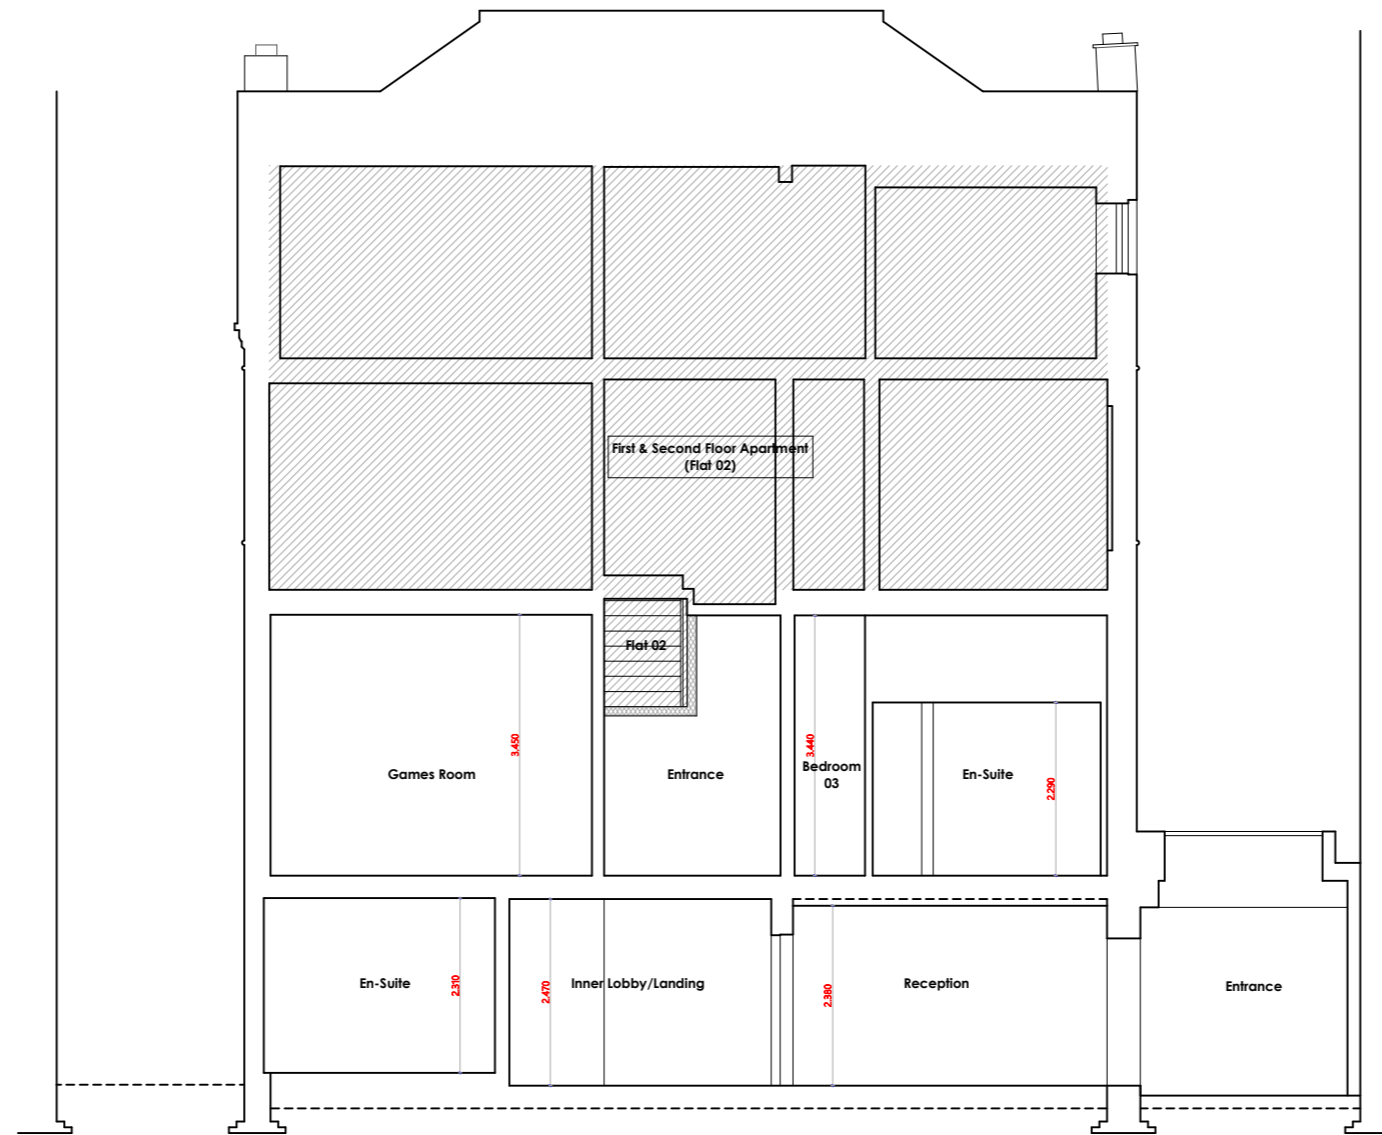 First & Second Floor Apartment
(Flat 02)
Flat 02
3.450
Games Room
Entrance
3.440
Bedroom
03
En-Suite
2.290
En-Suite
2.310
2.470
Inner Lobby/Landing
2.380
Reception
Entrance